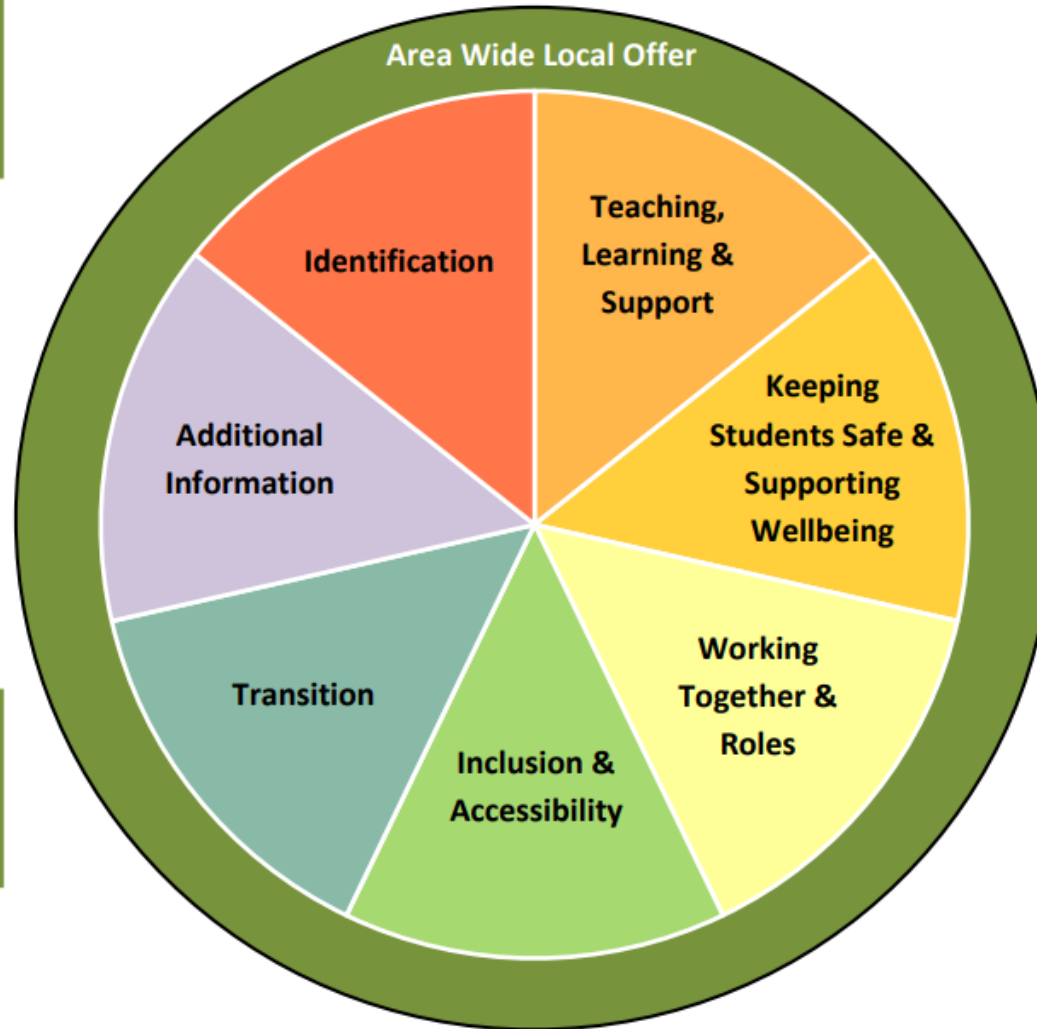 Area Wide Local Offer
Identification
Teaching,
Learning &
Support
Keeping
Students Safe &
Supporting
Wellbeing
Additional
Information
Working
Together &
Roles
Transition
Inclusion &
Accessibility